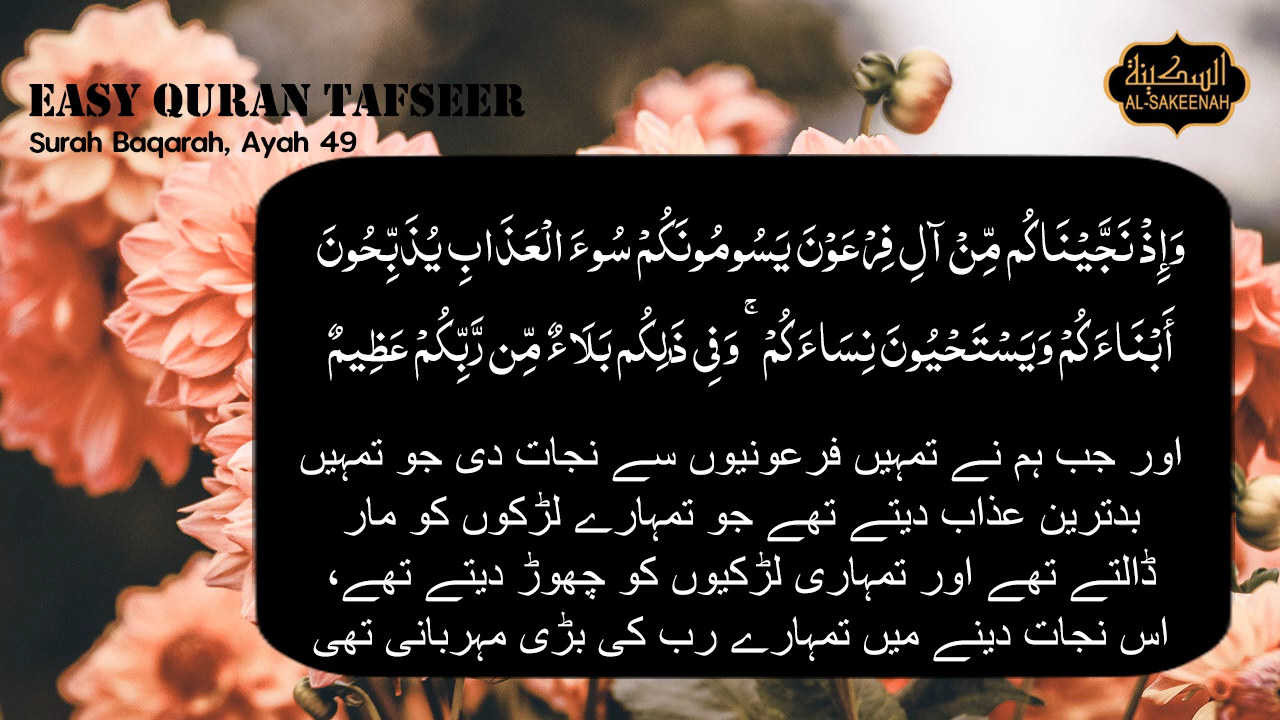 EASY QURAN TAFSEER
Surah Baqarah, Ayah 49
السكينة
AL-SAKEENAH
وَإِذْ نَجَّيْنَاكُم مِّنْ آلِ فِرْعَوْنَ يَسُومُونَكُمْ سُوءَ الْعَذَابِ يُذَبِّحُونَ
أَبْنَاءَكُمْ وَيَسْتَحْيُونَ نِسَاءَكُمْ ۚ وَفِي ذَٰلِكُم بَلَاءٌ مِّن رَّبِّكُمْ عَظِيمٌ
اور جب ہم نے تمہیں فرعونیوں سے نجات دی جو تمہیں
بدترین عذاب دیتے تھے جو تمہارے لڑکوں کو مار
ڈالتے تھے اور تمہاری لڑکیوں کو چھوڑ دیتے تھے،
اس نجات دینے میں تمہارے رب کی بڑی مہربانی تھی